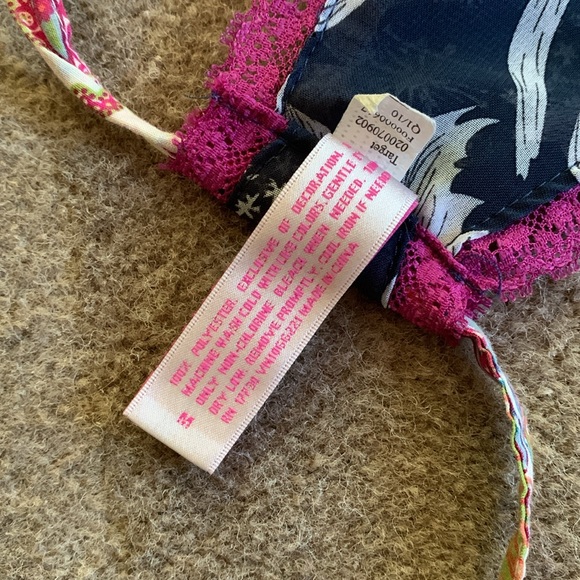 Target
020070902
Q1/10
100% POLYESTER. EXCLUSIVE OF DECORATION.
MACHINE WASH COLD WITH LIKE COLORS. GENTLE
ONLY NON-CHLORINE BLEACH WHEN NEEDED.
DRY LOW. REMOVE PROMPTLY. COOL IRON IF NEED
RN 17730 MADE IN CHINA